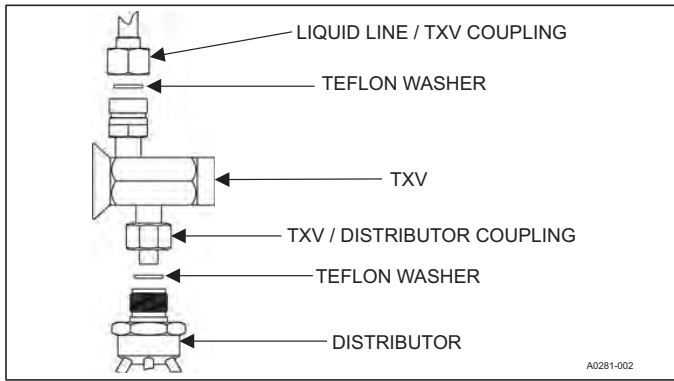 LIQUID LINE / TXV COUPLING
TEFLON WASHER
TXV
TXV / DISTRIBUTOR COUPLING
TEFLON WASHER
DISTRIBUTOR
A0281-002